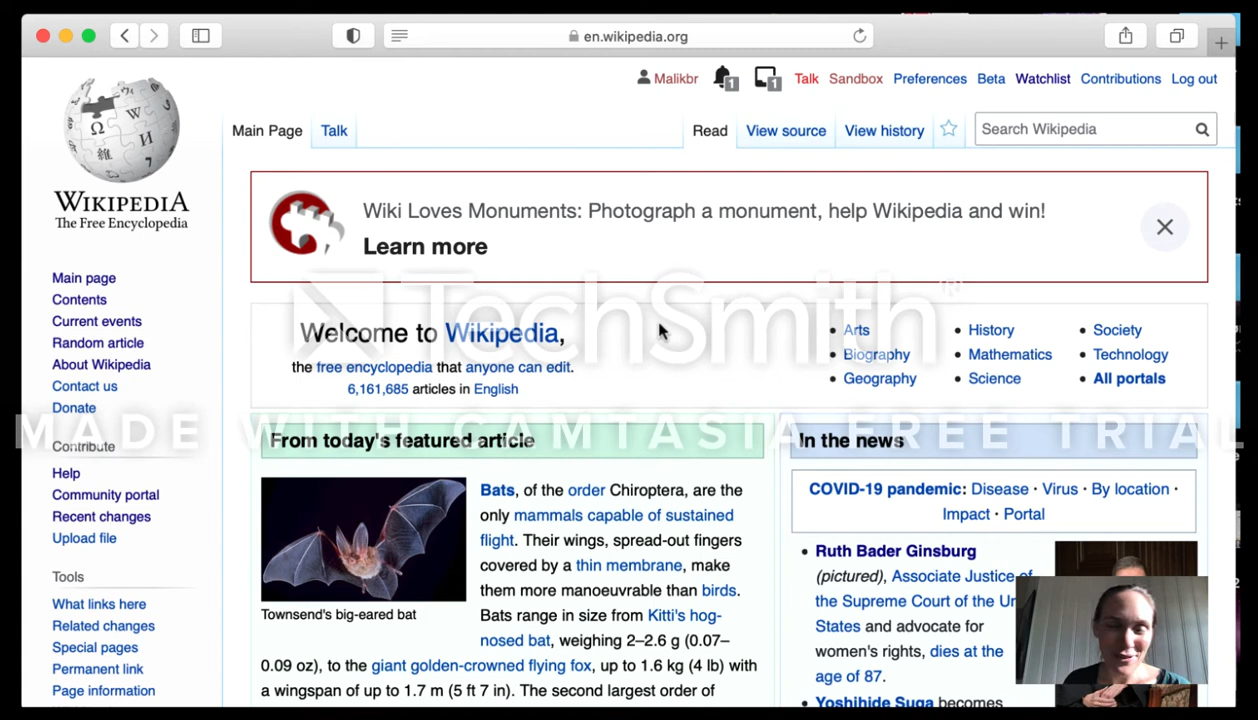 en.wikipedia.org
Malikbr 1 1 Talk Sandbox Preferences Beta Watchlist Contributions Log out
Main Page Talk Read View source View history Search Wikipedia
WIKIPEDIA
The Free Encyclopedia
Wiki Loves Monuments: Photograph a monument, help Wikipedia and win!
Learn more
Main page
Contents
Current events
Random article
About Wikipedia
Contact us
Donate
Contribute
Help
Community portal
Recent changes
Upload file
Tools
What links here
Related changes
Special pages
Permanent link
Page information
TechSmith®
MADE WITH CAMTASIA FREE TRIAL
Welcome to Wikipedia,
the free encyclopedia that anyone can edit.
6,161,685 articles in English
• Arts
• Biography
• Geography
• History
• Mathematics
• Science
• Society
• Technology
• All portals
From today's featured article
Townsend's big-eared bat
Bats, of the order Chiroptera, are the
only mammals capable of sustained
flight. Their wings, spread-out fingers
covered by a thin membrane, make
them more manoeuvrable than birds.
Bats range in size from Kitti's hog-
nosed bat, weighing 2–2.6 g (0.07–
0.09 oz), to the giant golden-crowned flying fox, up to 1.6 kg (4 lb) with
a wingspan of up to 1.7 m (5 ft 7 in). The second largest order of
In the news
COVID-19 pandemic: Disease · Virus · By location ·
Impact · Portal
• Ruth Bader Ginsburg
(pictured), Associate Justice of
the Supreme Court of the
States and advocate for
women's rights, dies at the
age of 87.
• Yoshihide Suga becomes